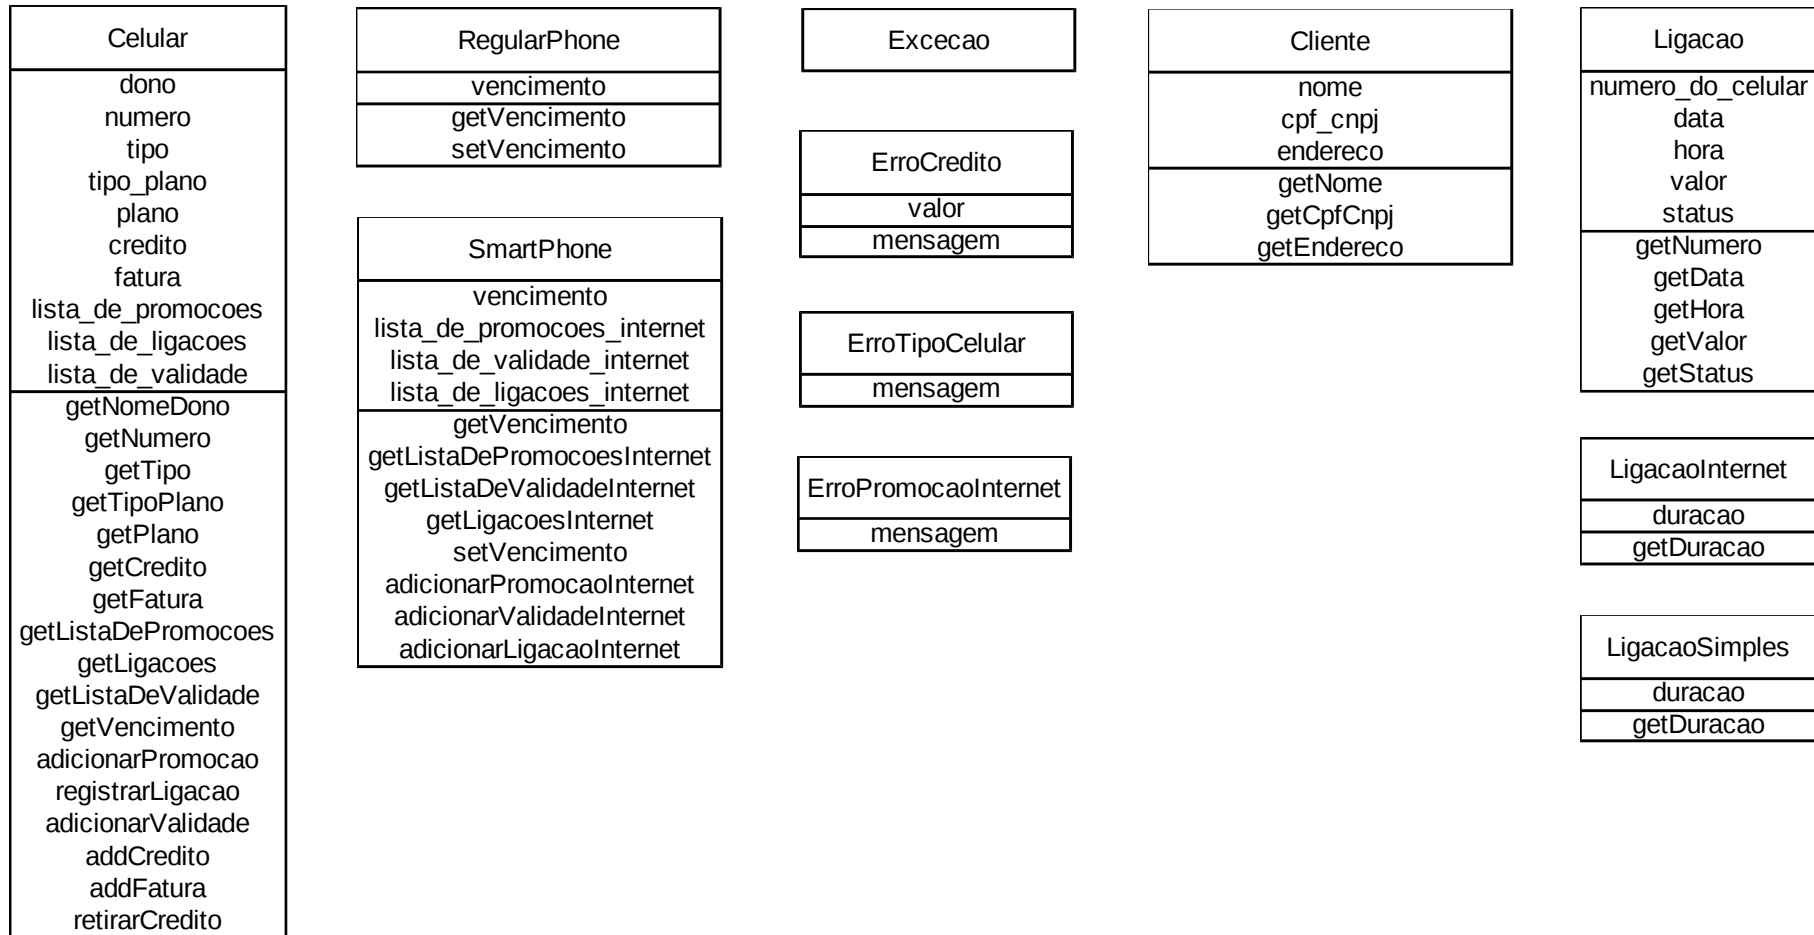 Celular
dono
numero
tipo
tipo_plano
plano
credito
fatura
lista_de_promocoes
lista_de_ligacoes
lista_de_validade
getNomeDono
getNumero
getTipo
getTipoPlano
getPlano
getCredito
getFatura
getListaDePromocoes
getLigacoes
getListaDeValidade
getVencimento
adicionarPromocao
registrarLigacao
adicionarValidade
addCredito
addFatura
retirarCredito
RegularPhone
vencimento
getVencimento
setVencimento
SmartPhone
vencimento
lista_de_promocoes_internet
lista_de_validade_internet
lista_de_ligacoes_internet
getVencimento
getListaDePromocoesInternet
getListaDeValidadeInternet
getLigacoesInternet
setVencimento
adicionarPromocaoInternet
adicionarValidadeInternet
adicionarLigacaoInternet
Excecao
ErroCredito
valor
mensagem
ErroTipoCelular
mensagem
ErroPromocaoInternet
mensagem
Cliente
nome
cpf_cnpj
endereco
getNome
getCpfCnpj
getEndereco
Ligacao
numero_do_celular
data
hora
valor
status
getNumero
getData
getHora
getValor
getStatus
LigacaoInternet
duracao
getDuracao
LigacaoSimples
duracao
getDuracao